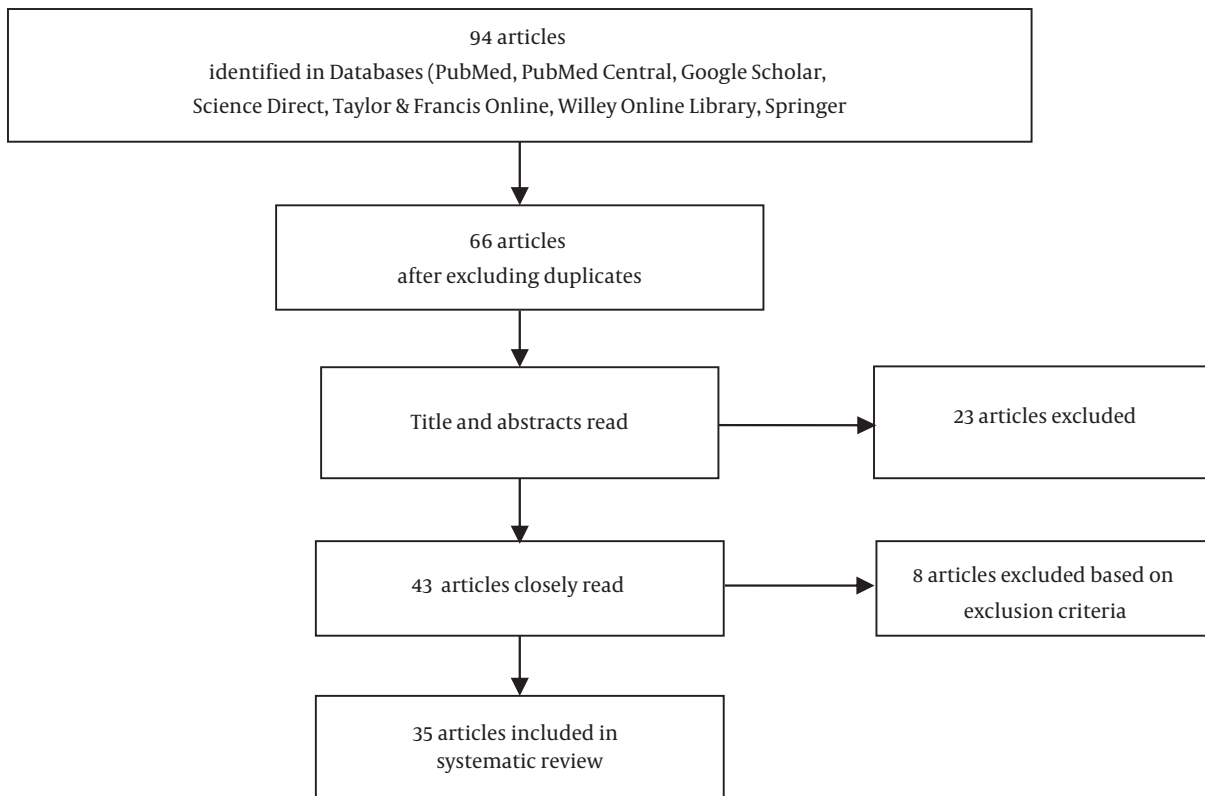 94 articles
identified in Databases (PubMed, PubMed Central, Google Scholar,
Science Direct, Taylor & Francis Online, Willey Online Library, Springer
66 articles
after excluding duplicates
Title and abstracts read
23 articles excluded
43 articles closely read
8 articles excluded based on
exclusion criteria
35 articles included in
systematic review